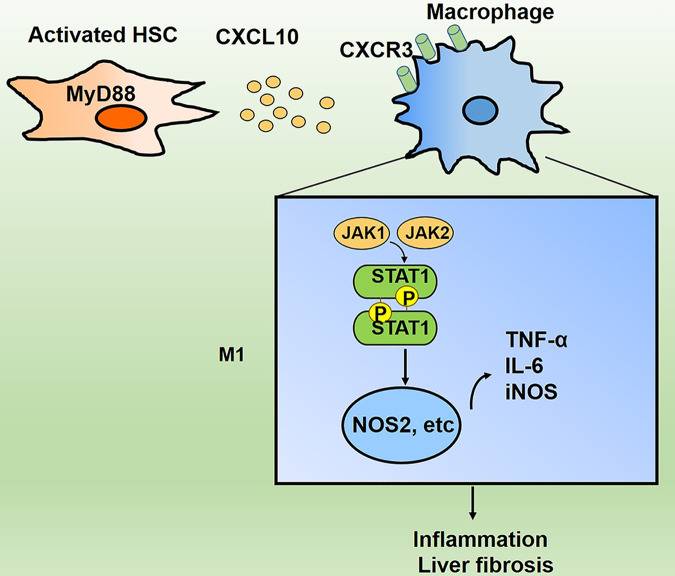 Macrophage
Activated HSC
CXCL10
CXCR3
MyD88
JAK1
JAK2
STAT1
P
P
STAT1
M1
TNF-α
IL-6
iNOS
NOS2, etc
Inflammation
Liver fibrosis